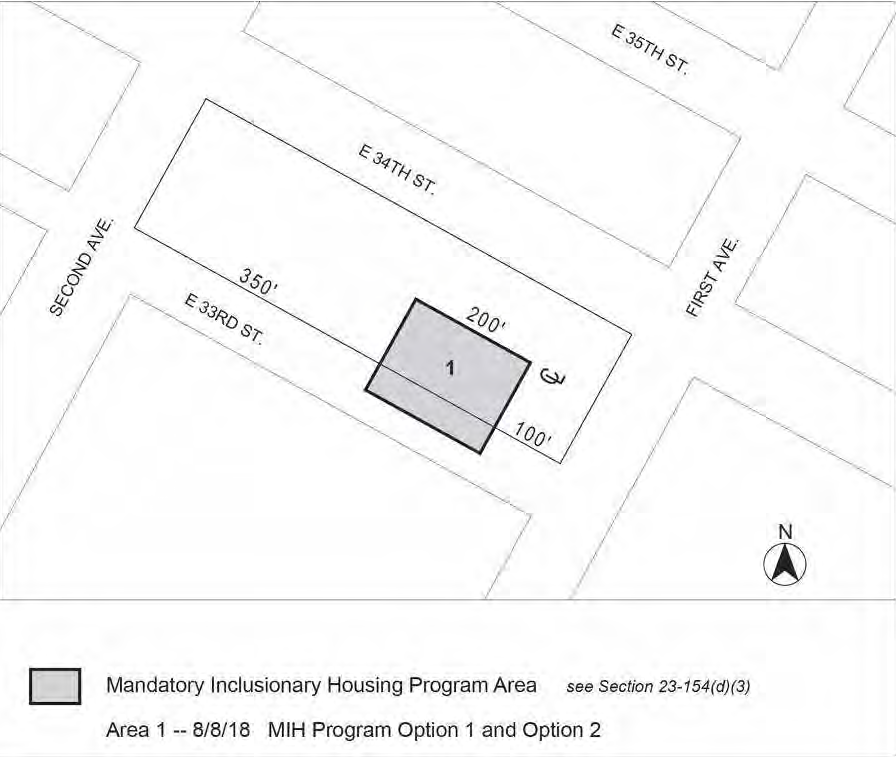 E 35TH ST.
E 34TH ST.
SECOND AVE.
FIRST AVE.
350'
E 33RD ST.
200'
1
100'
N
Mandatory Inclusionary Housing Program Area see Section 23-154(d)(3)
Area 1 -- 8/8/18 MIH Program Option 1 and Option 2